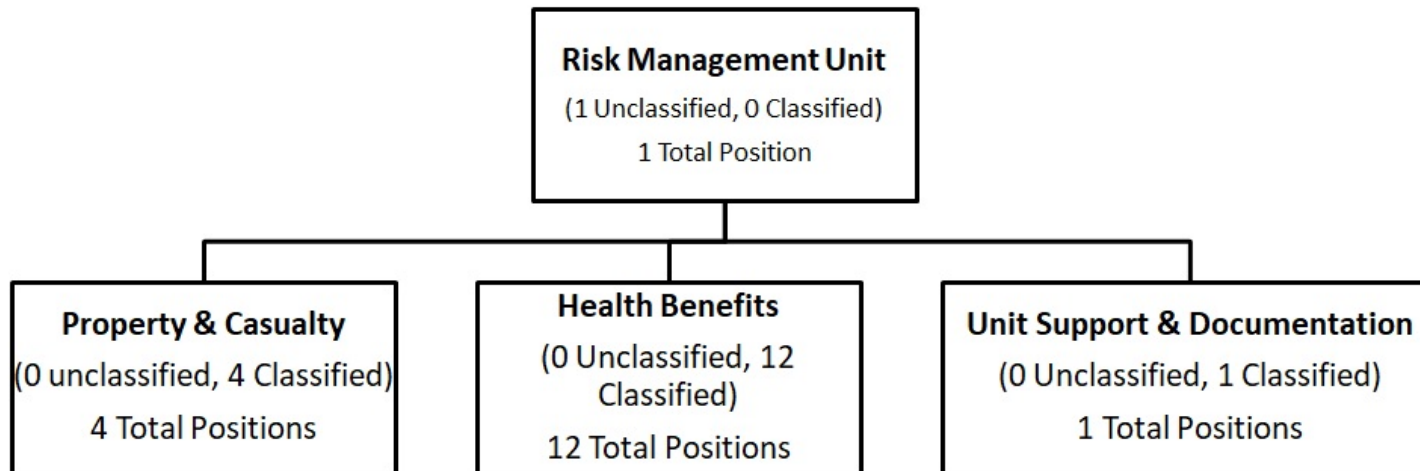 Risk Management Unit
(1 Unclassified, 0 Classified)
1 Total Position
Property & Casualty
(0 unclassified, 4 Classified)
4 Total Positions
Health Benefits
(0 Unclassified, 12
Classified)
12 Total Positions
Unit Support & Documentation
(0 Unclassified, 1 Classified)
1 Total Positions